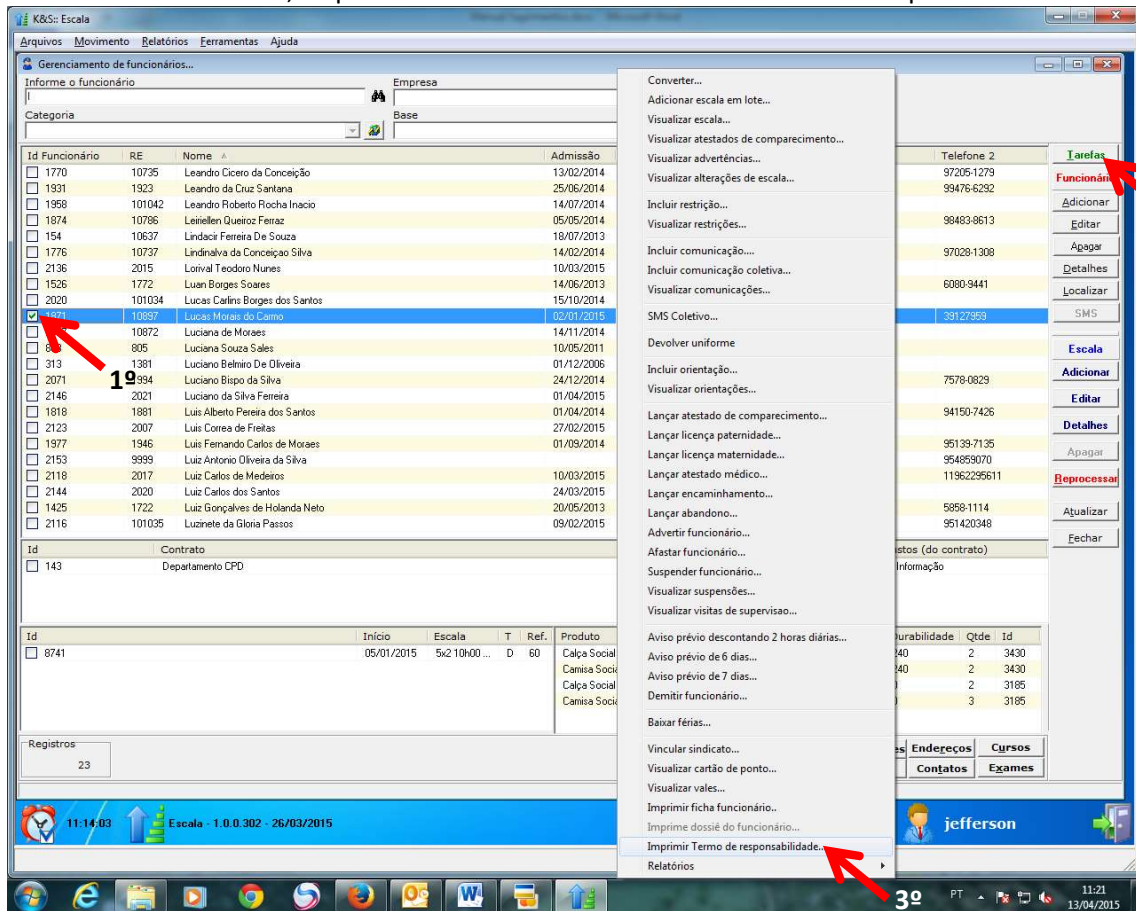 K&S:: Escala
Arquivos Movimento Relatórios Ferramentas Ajuda
Gerenciamento de funcionários...
Informe o funcionário Empresa
Categoria Base
Id Funcionário RE Nome Admissão Telefone 2
1770 10735 Leandro Cicero da Conceição 13/02/2014 97205-1279
1931 1923 Leandro da Cruz Santana 25/06/2014 99476-6292
1958 101042 Leandro Roberto Rocha Inacio 14/07/2014
1874 10786 Leiriellen Queiroz Ferraz 05/05/2014 98483-8613
154 10637 Lindacir Ferreira De Souza 18/07/2013
1776 10737 Lindinalva da Conceiçao Silva 14/02/2014 97028-1308
2136 2015 Lorival Teodoro Nunes 10/03/2015
1526 1772 Luan Borges Soares 14/06/2013 6080-9441
2020 101034 Lucas Carlins Borges dos Santos 15/10/2014
1871 10897 Lucas Morais do Carmo 02/01/2015 39127959
10872 Luciana de Moraes 14/11/2014
805 Luciana Souza Sales 10/05/2011
313 1381 Luciano Belmiro De Oliveira 01/12/2006
2071 1994 Luciano Bispo da Silva 24/12/2014 7578-0829
2146 2021 Luciano da Silva Ferreira 01/04/2015
1818 1881 Luis Alberto Pereira dos Santos 01/04/2014 94150-7426
2123 2007 Luis Correa de Freitas 27/02/2015
1977 1946 Luis Fernando Carlos de Moraes 01/09/2014 95139-7135
2153 9999 Luiz Antonio Oliveira da Silva 954859070
2118 2017 Luiz Carlos de Medeiros 10/03/2015 11962295611
2144 2020 Luiz Carlos dos Santos 24/03/2015
1425 1722 Luiz Gonçalves de Holanda Neto 20/05/2013 5858-1114
2116 101035 Luzinete da Gloria Passos 09/02/2015 951420348
1º
Id Contrato stos (do contrato)
143 Departamento CPD Informação
Id Início Escala T Ref. Produto Durabilidade Qtde Id
8741 05/01/2015 5x2 10h00 ... D 60 Calça Social 240 2 3430
Camisa Socia 240 2 3430
Calça Social 2 3185
Camisa Socia 3 3185
Registros
23
Endereços Cursos
Contatos Exames
Converter...
Adicionar escala em lote...
Visualizar escala...
Visualizar atestados de comparecimento...
Visualizar advertências...
Visualizar alterações de escala...
Incluir restrição...
Visualizar restrições...
Incluir comunicação....
Incluir comunicação coletiva...
Visualizar comunicações...
SMS Coletivo...
Devolver uniforme
Incluir orientação...
Visualizar orientações...
Lançar atestado de comparecimento...
Lançar licença paternidade...
Lançar licença maternidade...
Lançar atestado médico...
Lançar encaminhamento...
Lançar abandono...
Advertir funcionário...
Afastar funcionário...
Suspender funcionário...
Visualizar suspensões...
Visualizar visitas de supervisao...
Aviso prévio descontando 2 horas diárias...
Aviso prévio de 6 dias...
Aviso prévio de 7 dias...
Demitir funcionário...
Baixar férias...
Vincular sindicato...
Visualizar cartão de ponto...
Visualizar vales...
Imprimir ficha funcionário..
Imprime dossiê do funcionário...
Imprimir Termo de responsabilidade...
Relatórios
Tarefas
Funcionário
Adicionar
Editar
Apagar
Detalhes
Localizar
SMS
Escala
Adicionar
Editar
Detalhes
Apagar
Reprocessar
Atualizar
Fechar
11:14:03 Escala - 1.0.0.302 - 26/03/2015 jefferson
3º
PT 11:21
13/04/2015